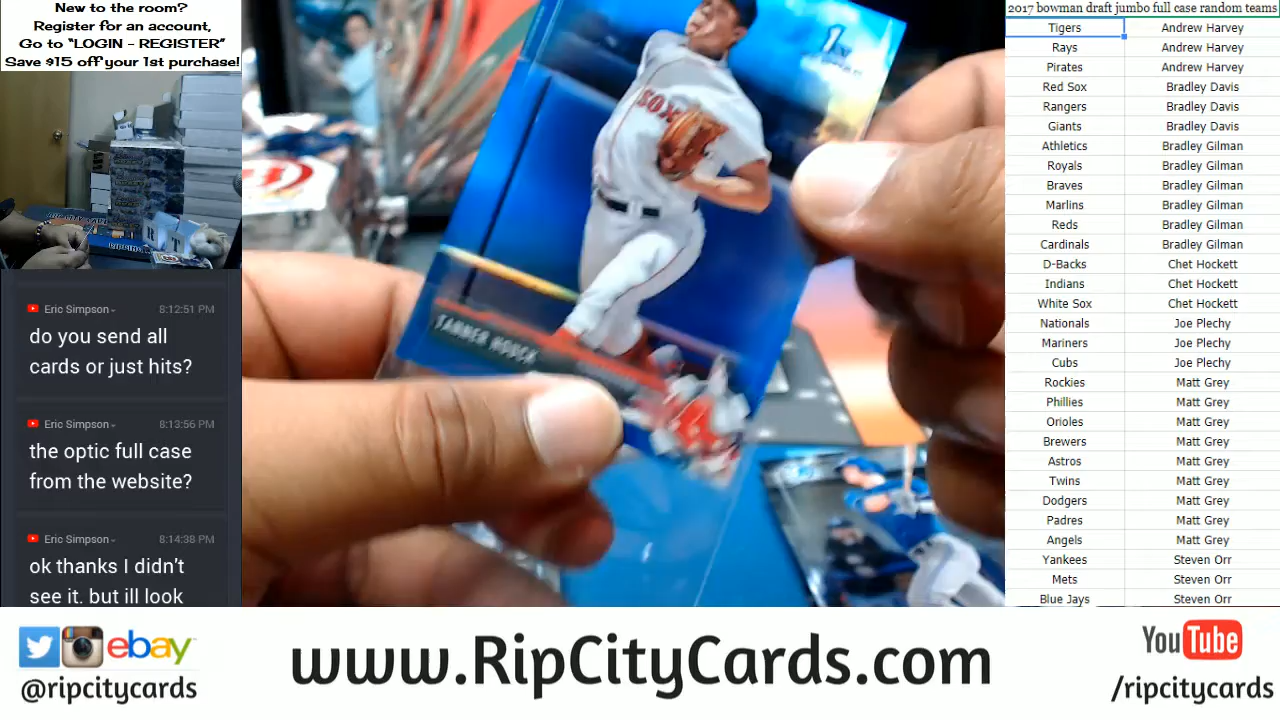 New to the room?
Register for an account,
Go to "LOGIN - REGISTER"
Save $15 off your 1st purchase!
Eric Simpson 8:12:51 PM
do you send all
cards or just hits?
Eric Simpson 8:13:56 PM
the optic full case
from the website?
Eric Simpson 8:14:38 PM
ok thanks I didn't
see it. but ill look
1st
SOX
TANNER HOUCK
2017 bowman draft jumbo full case random teams
Tigers Andrew Harvey
Rays Andrew Harvey
Pirates Andrew Harvey
Red Sox Bradley Davis
Rangers Bradley Davis
Giants Bradley Davis
Athletics Bradley Gilman
Royals Bradley Gilman
Braves Bradley Gilman
Marlins Bradley Gilman
Reds Bradley Gilman
Cardinals Bradley Gilman
D-Backs Chet Hockett
Indians Chet Hockett
White Sox Chet Hockett
Nationals Joe Plechy
Mariners Joe Plechy
Cubs Joe Plechy
Rockies Matt Grey
Phillies Matt Grey
Orioles Matt Grey
Brewers Matt Grey
Astros Matt Grey
Twins Matt Grey
Dodgers Matt Grey
Padres Matt Grey
Angels Matt Grey
Yankees Steven Orr
Mets Steven Orr
Blue Jays Steven Orr
ebay
@ripcitycards
www.RipCityCards.com
YouTube
/ripcitycards